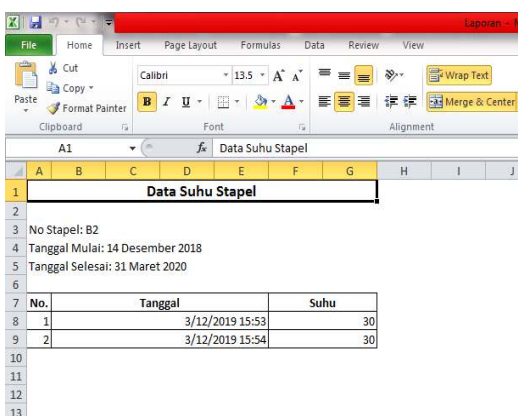 Laporan -
File Home Insert Page Layout Formulas Data Review View
Cut
Copy
Format Painter
Paste
Calibri 13.5 A A
B I U A
Wrap Text
Merge & Center
Clipboard Font Alignment
A1 fx Data Suhu Stapel
A B C D E F G H I J
1 Data Suhu Stapel
2
3 No Stapel: B2
4 Tanggal Mulai: 14 Desember 2018
5 Tanggal Selesai: 31 Maret 2020
6
7 No. Tanggal Suhu
8 1 3/12/2019 15:53 30
9 2 3/12/2019 15:54 30
10
11
12
13